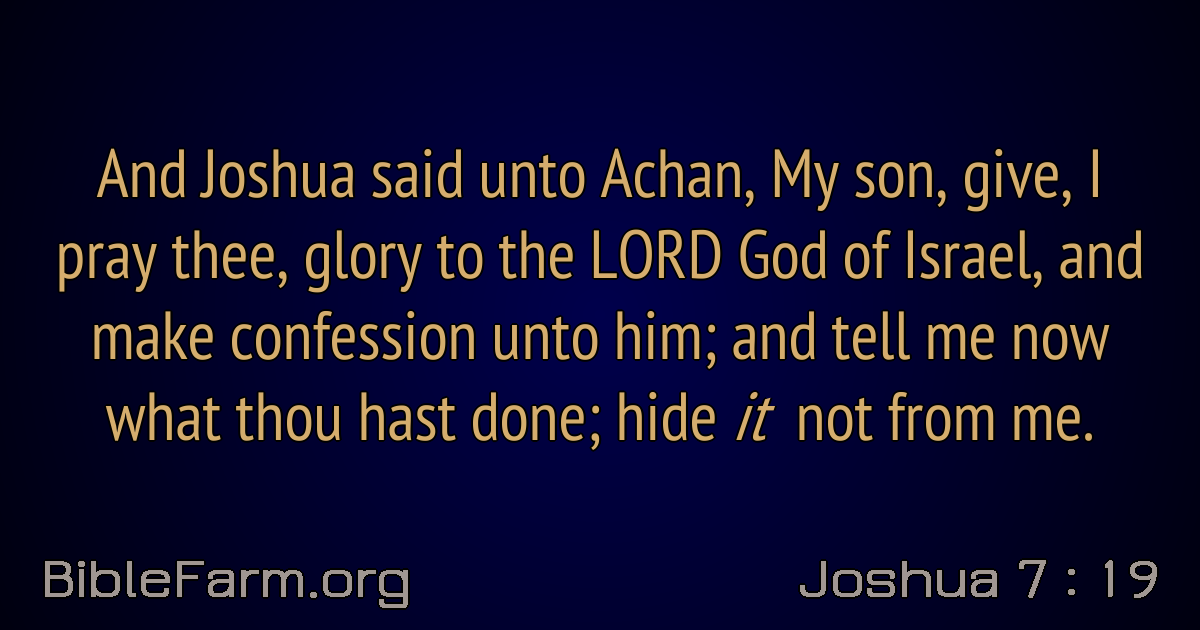 And Joshua said unto Achan, My son, give, I
pray thee, glory to the LORD God of Israel, and
make confession unto him; and tell me now
what thou hast done; hide it not from me.
BibleFarm.org
Joshua 7 : 19